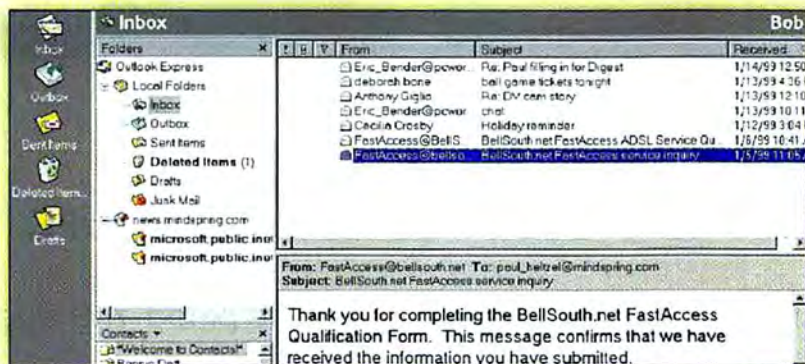 Inbox
Bob
Inbox
Outbox
Sent Items
Deleted Item...
Drafts
Folders
Outlook Express
Local Folders
Inbox
Outbox
Sent Items
Deleted Items (1)
Drafts
Junk Mail
news.mindspring.com
microsoft.public.ino
microsoft.public.ino
Contacts
"Welcome to Contacts!"
! From Subject Received
Eric_Bender@pcwor... Re: Paul filling in for Digest 1/14/99 12:50
deborah bone ball game tickets tonight 1/13/99 4:36
Anthony Giglio Re: DV cam story 1/13/99 12:10
Eric_Bender@pcwor... chat 1/13/99 10:11
Cecilia Crosby Holiday reminder 1/12/99 3:04
FastAccess@BellS... BellSouth.net FastAccess ADSL Service Qu... 1/6/99 10:41
FastAccess@bellso... BellSouth.net FastAccess service inquiry 1/5/99 11:05
From: FastAccess@bellsouth.net To: paul_heltzel@mindspring.com
Subject: BellSouth.net FastAccess service inquiry
Thank you for completing the BellSouth.net FastAccess
Qualification Form. This message confirms that we have
received the information you have submitted.